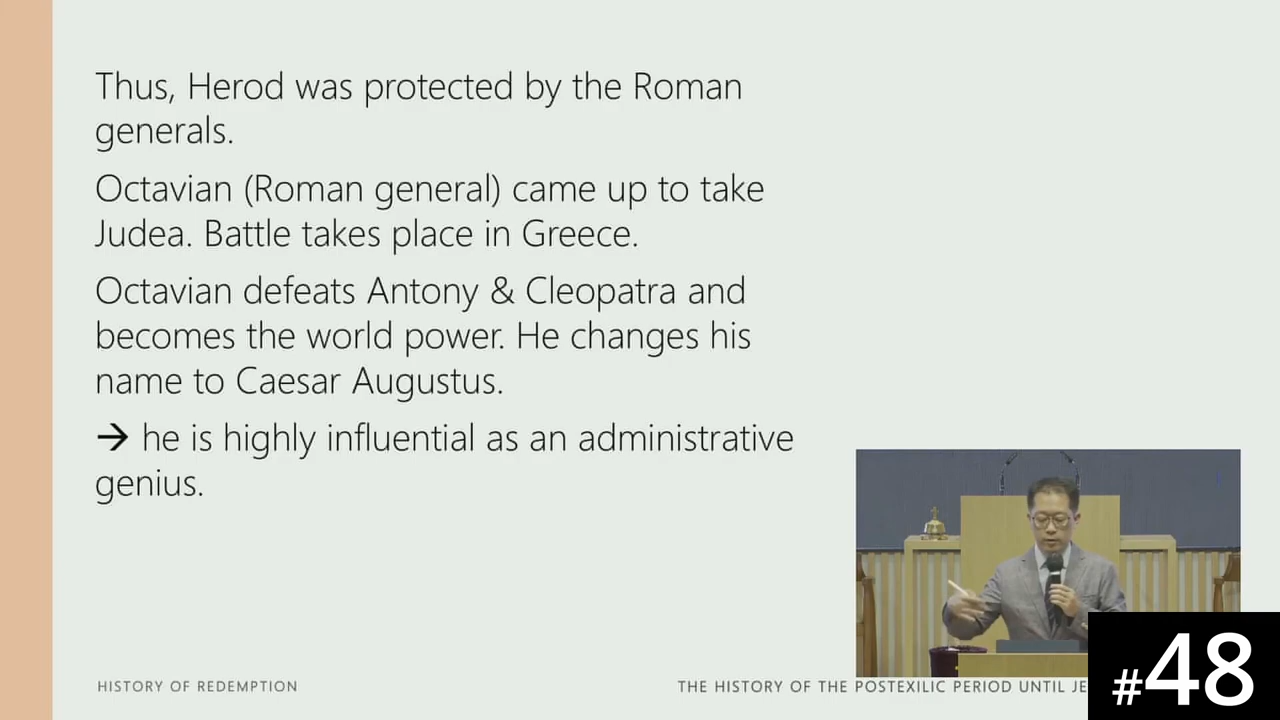 Thus, Herod was protected by the Roman
generals.
Octavian (Roman general) came up to take
Judea. Battle takes place in Greece.
Octavian defeats Antony & Cleopatra and
becomes the world power. He changes his
name to Caesar Augustus.
→ he is highly influential as an administrative
genius.
HISTORY OF REDEMPTION
THE HISTORY OF THE POSTEXILIC PERIOD UNTIL
#48